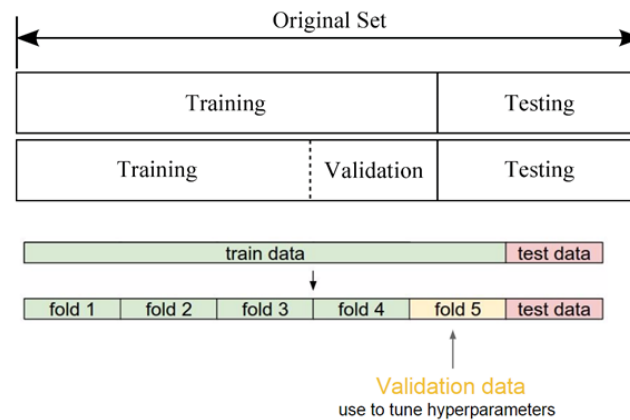 Original Set
Training Testing
Training Validation Testing
train data test data
fold 1 fold 2 fold 3 fold 4 fold 5 test data
Validation data
use to tune hyperparameters